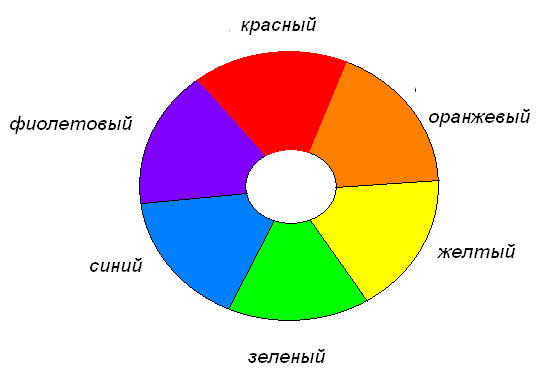 красный
оранжевый
фиолетовый
желтый
синий
зеленый